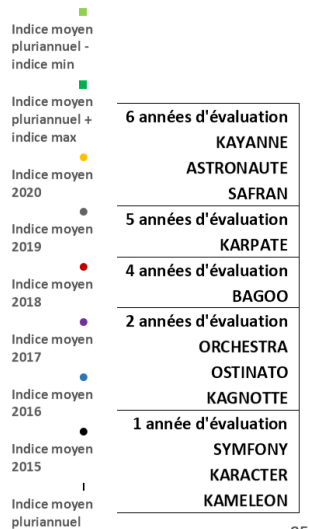 Indice moyen
pluriannuel -
indice min
Indice moyen
pluriannuel +
indice max
Indice moyen
2020
Indice moyen
2019
Indice moyen
2018
Indice moyen
2017
Indice moyen
2016
Indice moyen
2015
Indice moyen
pluriannuel
6 années d'évaluation
KAYANNE
ASTRONAUTE
SAFRAN
5 années d'évaluation
KARPATE
4 années d'évaluation
BAGOO
2 années d'évaluation
ORCHESTRA
OSTINATO
KAGNOTTE
1 année d'évaluation
SYMFONY
KARACTER
KAMELEON